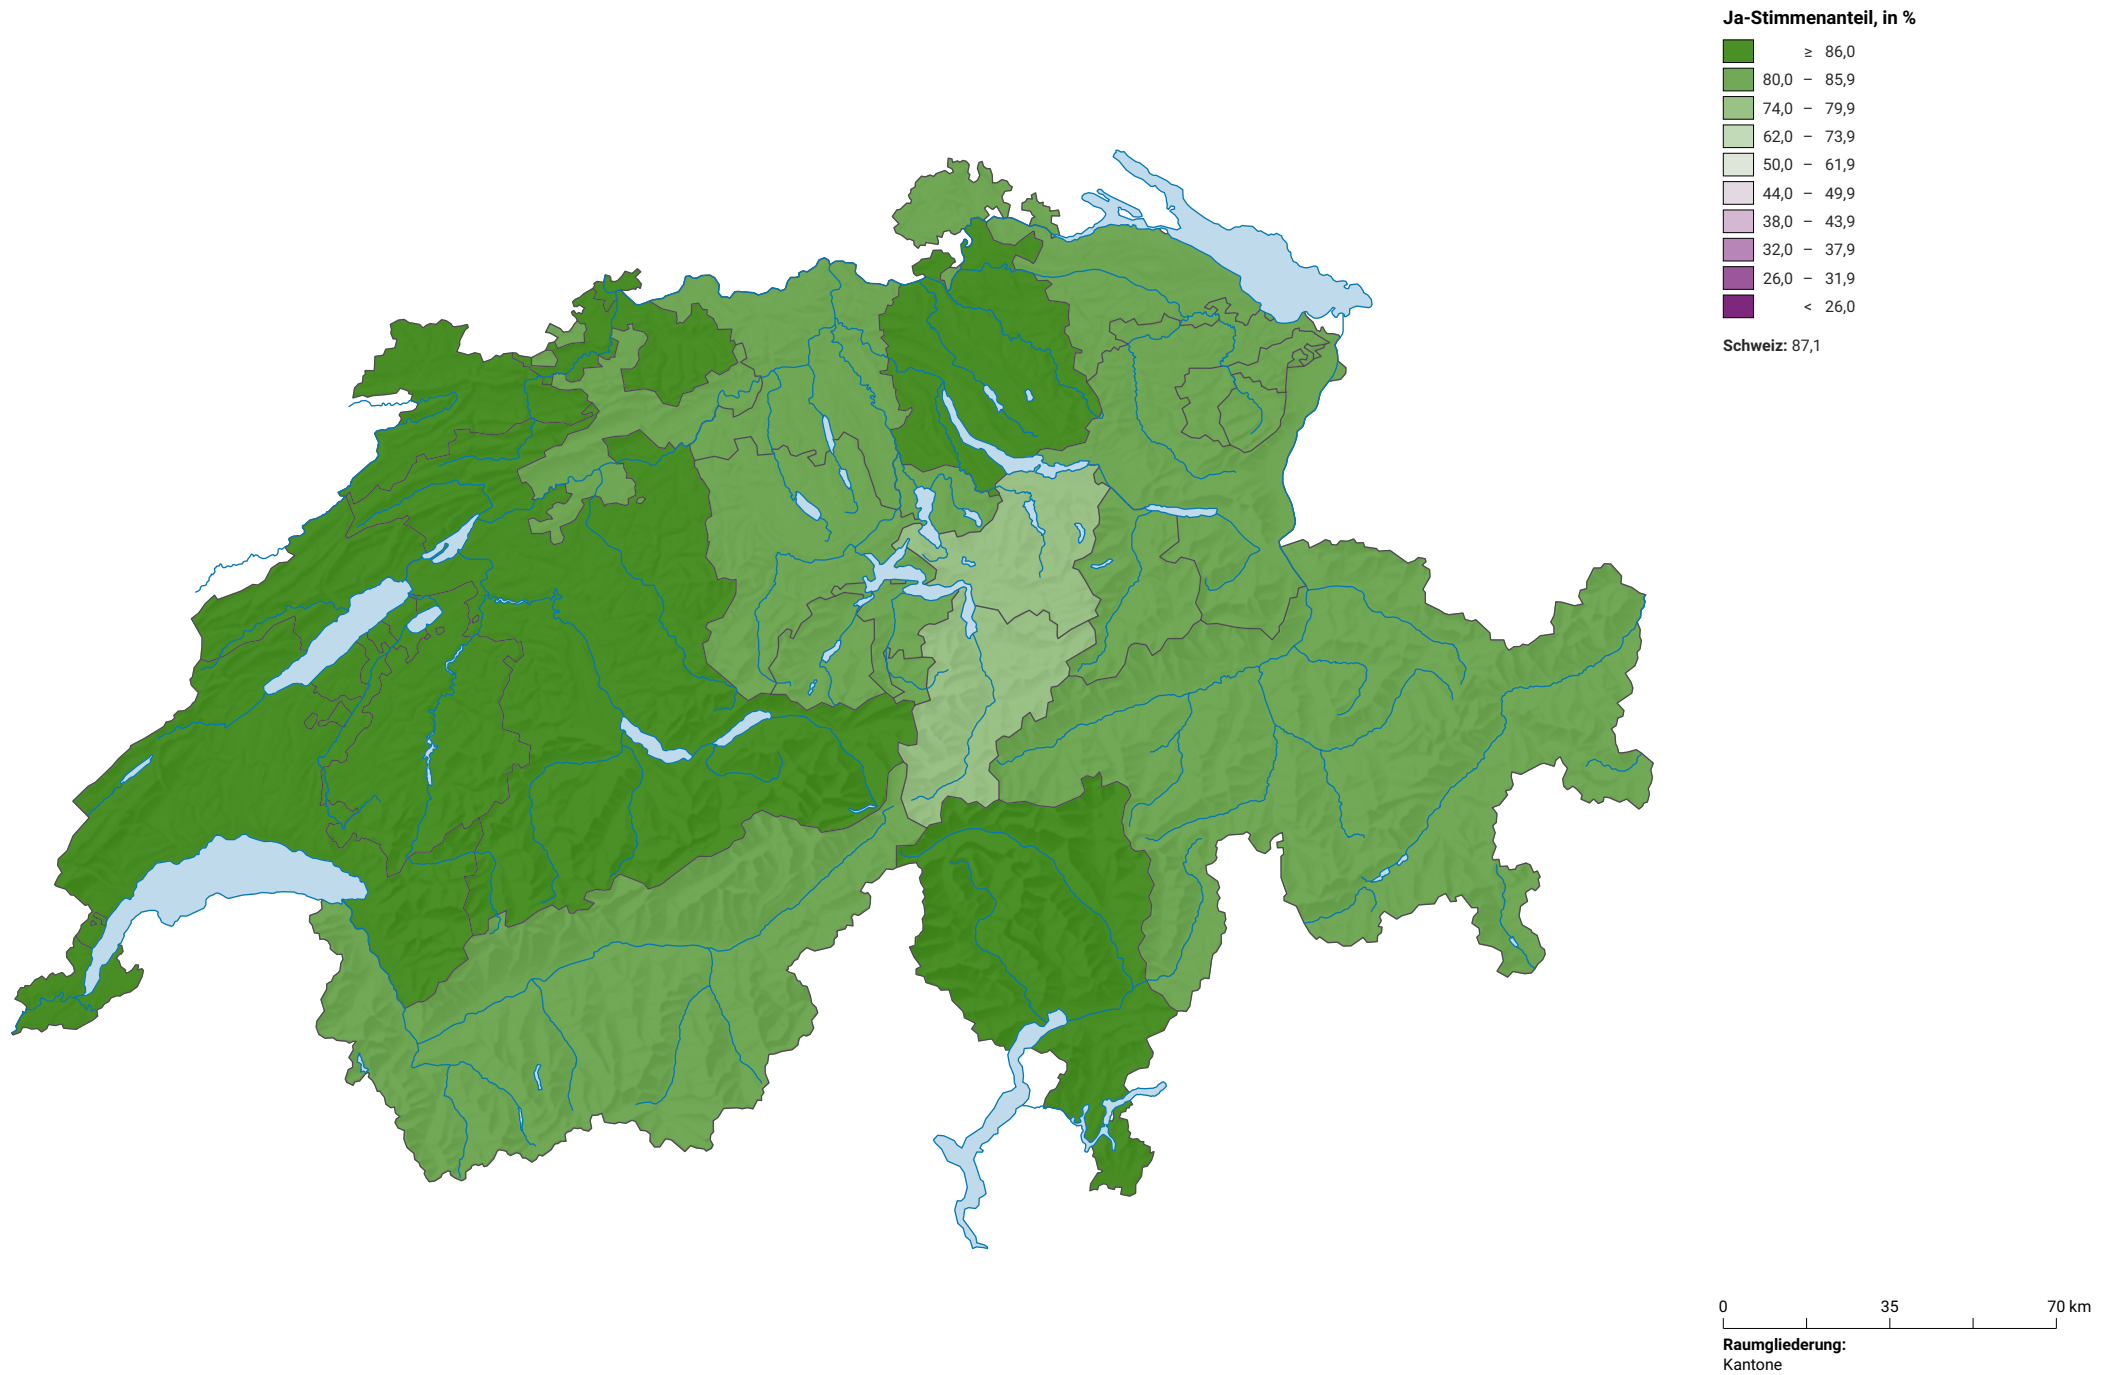 Ja-Stimmenanteil, in %
≥ 86,0
80,0 – 85,9
74,0 – 79,9
62,0 – 73,9
50,0 – 61,9
44,0 – 49,9
38,0 – 43,9
32,0 – 37,9
26,0 – 31,9
< 26,0
Schweiz: 87,1
0 35 70 km
Raumgliederung:
Kantone